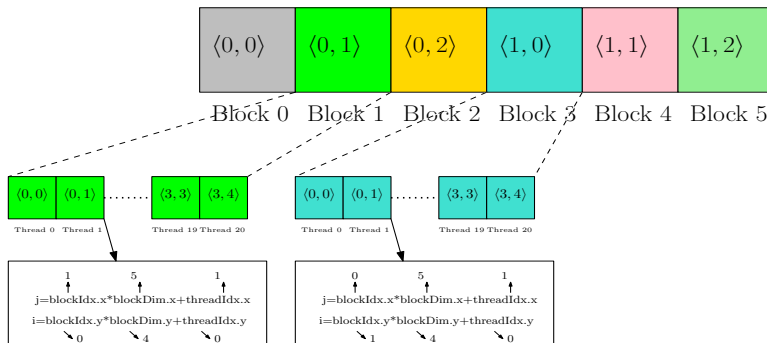 ⟨0, 0⟩ ⟨0, 1⟩ ⟨0, 2⟩ ⟨1, 0⟩ ⟨1, 1⟩ ⟨1, 2⟩
Block 0 Block 1 Block 2 Block 3 Block 4 Block 5
⟨0, 0⟩ ⟨0, 1⟩ ⟨3, 3⟩ ⟨3, 4⟩ ⟨0, 0⟩ ⟨0, 1⟩ ⟨3, 3⟩ ⟨3, 4⟩
Thread 0 Thread 1 Thread 19 Thread 20 Thread 0 Thread 1 Thread 19 Thread 20
1 5 1
j=blockIdx.x*blockDim.x+threadIdx.x
i=blockIdx.y*blockDim.y+threadIdx.y
0 4 0
0 5 1
j=blockIdx.x*blockDim.x+threadIdx.x
i=blockIdx.y*blockDim.y+threadIdx.y
1 4 0